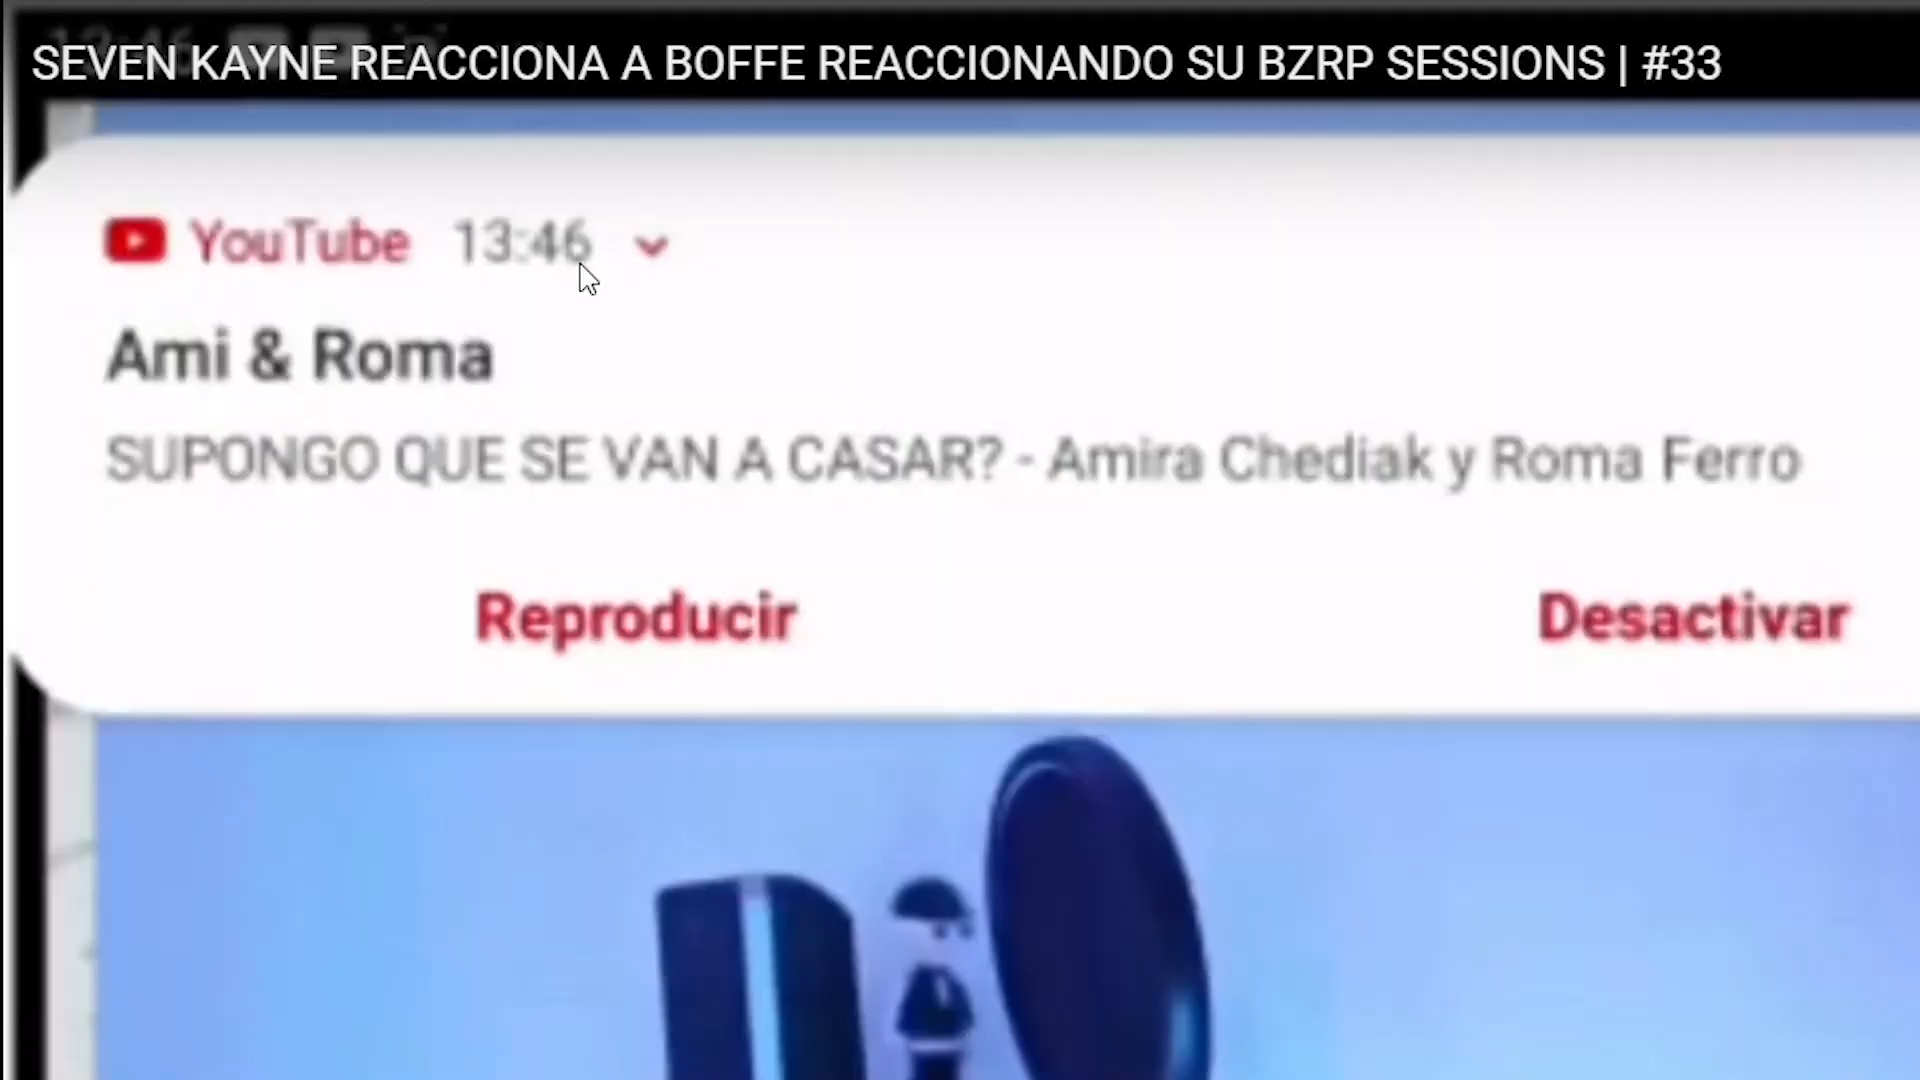 SEVEN KAYNE REACCIONA A BOFFE REACCIONANDO SU BZRP SESSIONS | #33
YouTube 13:46
Ami & Roma
SUPONGO QUE SE VAN A CASAR? - Amira Chediak y Roma Ferro
Reproducir Desactivar